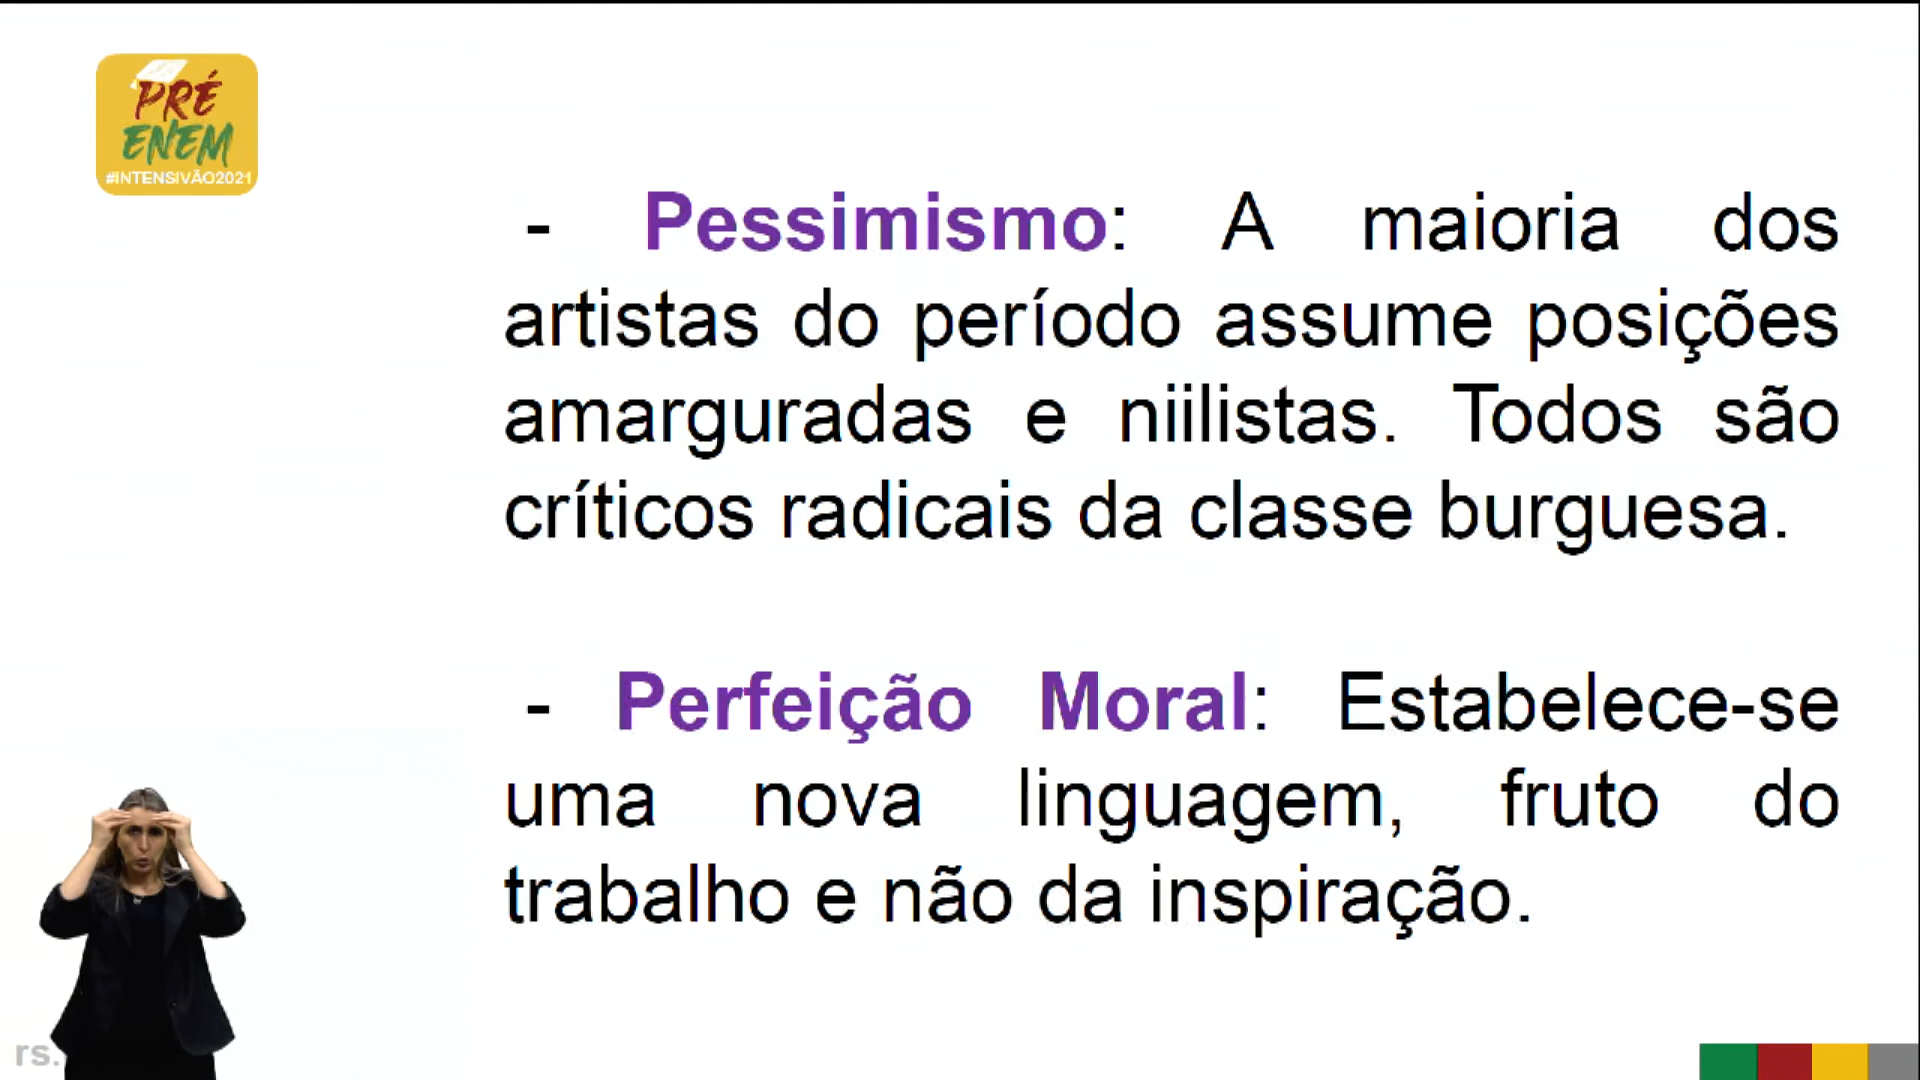 PRÉ
ENEM
#INTENSIVÃO2021
- Pessimismo: A maioria dos
artistas do período assume posições
amarguradas e niilistas. Todos são
críticos radicais da classe burguesa.
- Perfeição Moral: Estabelece-se
uma nova linguagem, fruto do
trabalho e não da inspiração.
rs.